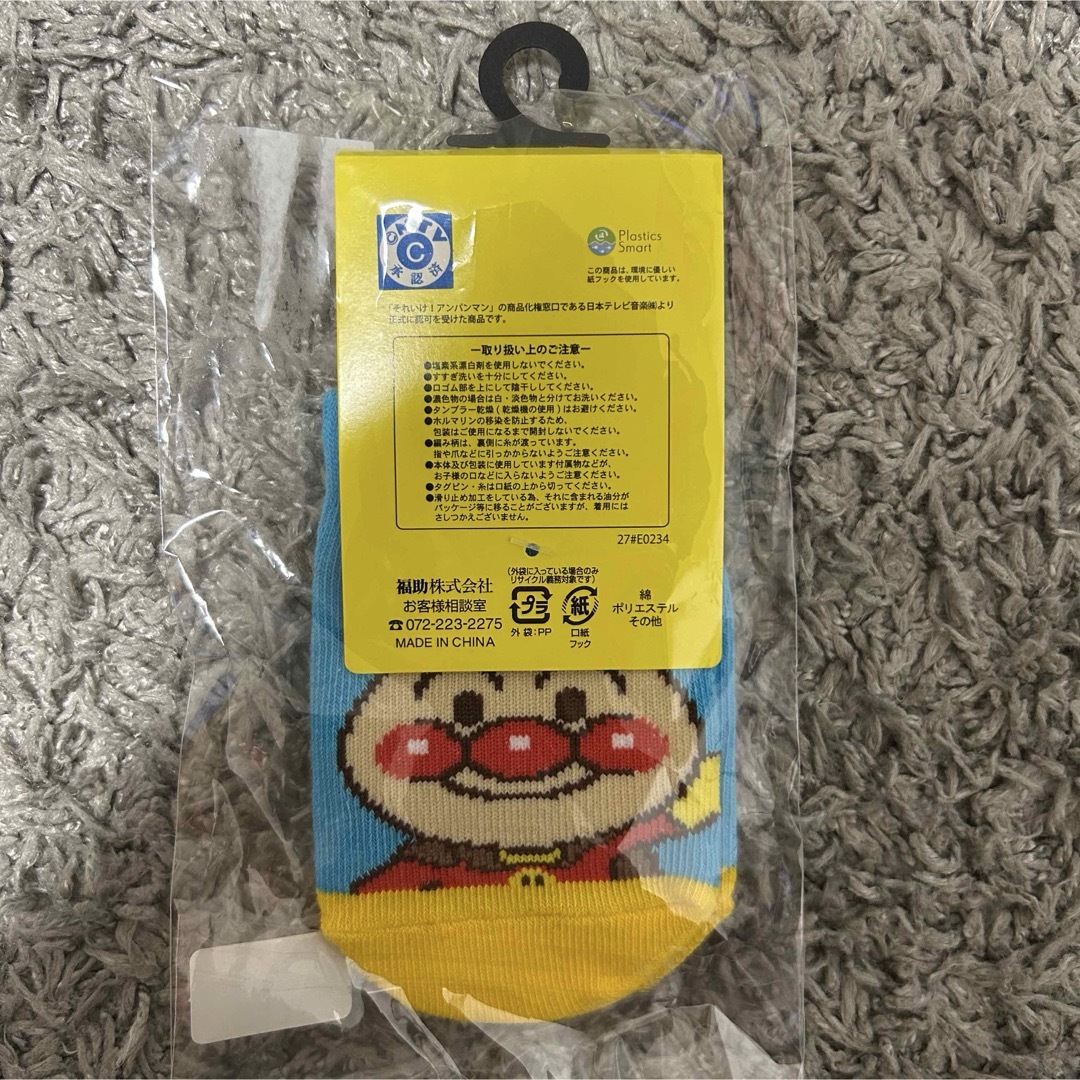 NTV
C
承認済
Plastics
Smart
この商品は、環境に優しい
紙フックを使用しています。
「それいけ！アンパンマン」の商品化権窓口である日本テレビ音楽㈱より
正式に認可を受けた商品です。
ー取り扱い上のご注意ー
●塩素系漂白剤を使用しないでください。
●すすぎ洗いを十分にしてください。
●口ゴム部を上にして陰干ししてください。
●濃色物の場合は白・淡色物と分けてお洗いください。
●タンブラー乾燥(乾燥機の使用)はお避けください。
●ホルマリンの移染を防止するため、
包装はご使用になるまで開封しないでください。
●編み柄は、裏側に糸が渡っています。
指や爪などに引っかからないようご注意ください。
●本体及び包装に使用しています付属物などが、
お子様の口などに入らないようご注意ください。
●タグピン・糸は口紙の上から切ってください。
●滑り止め加工をしている為、それに含まれる油分が
パッケージ等に移ることがございますが、着用には
さしつかえございません。
27#E0234
(外袋に入っている場合のみ
リサイクル義務対象です)
福助株式会社
お客様相談室
☎072-223-2275
MADE IN CHINA
プラ
外袋:PP
紙
口紙
フック
綿
ポリエステル
その他